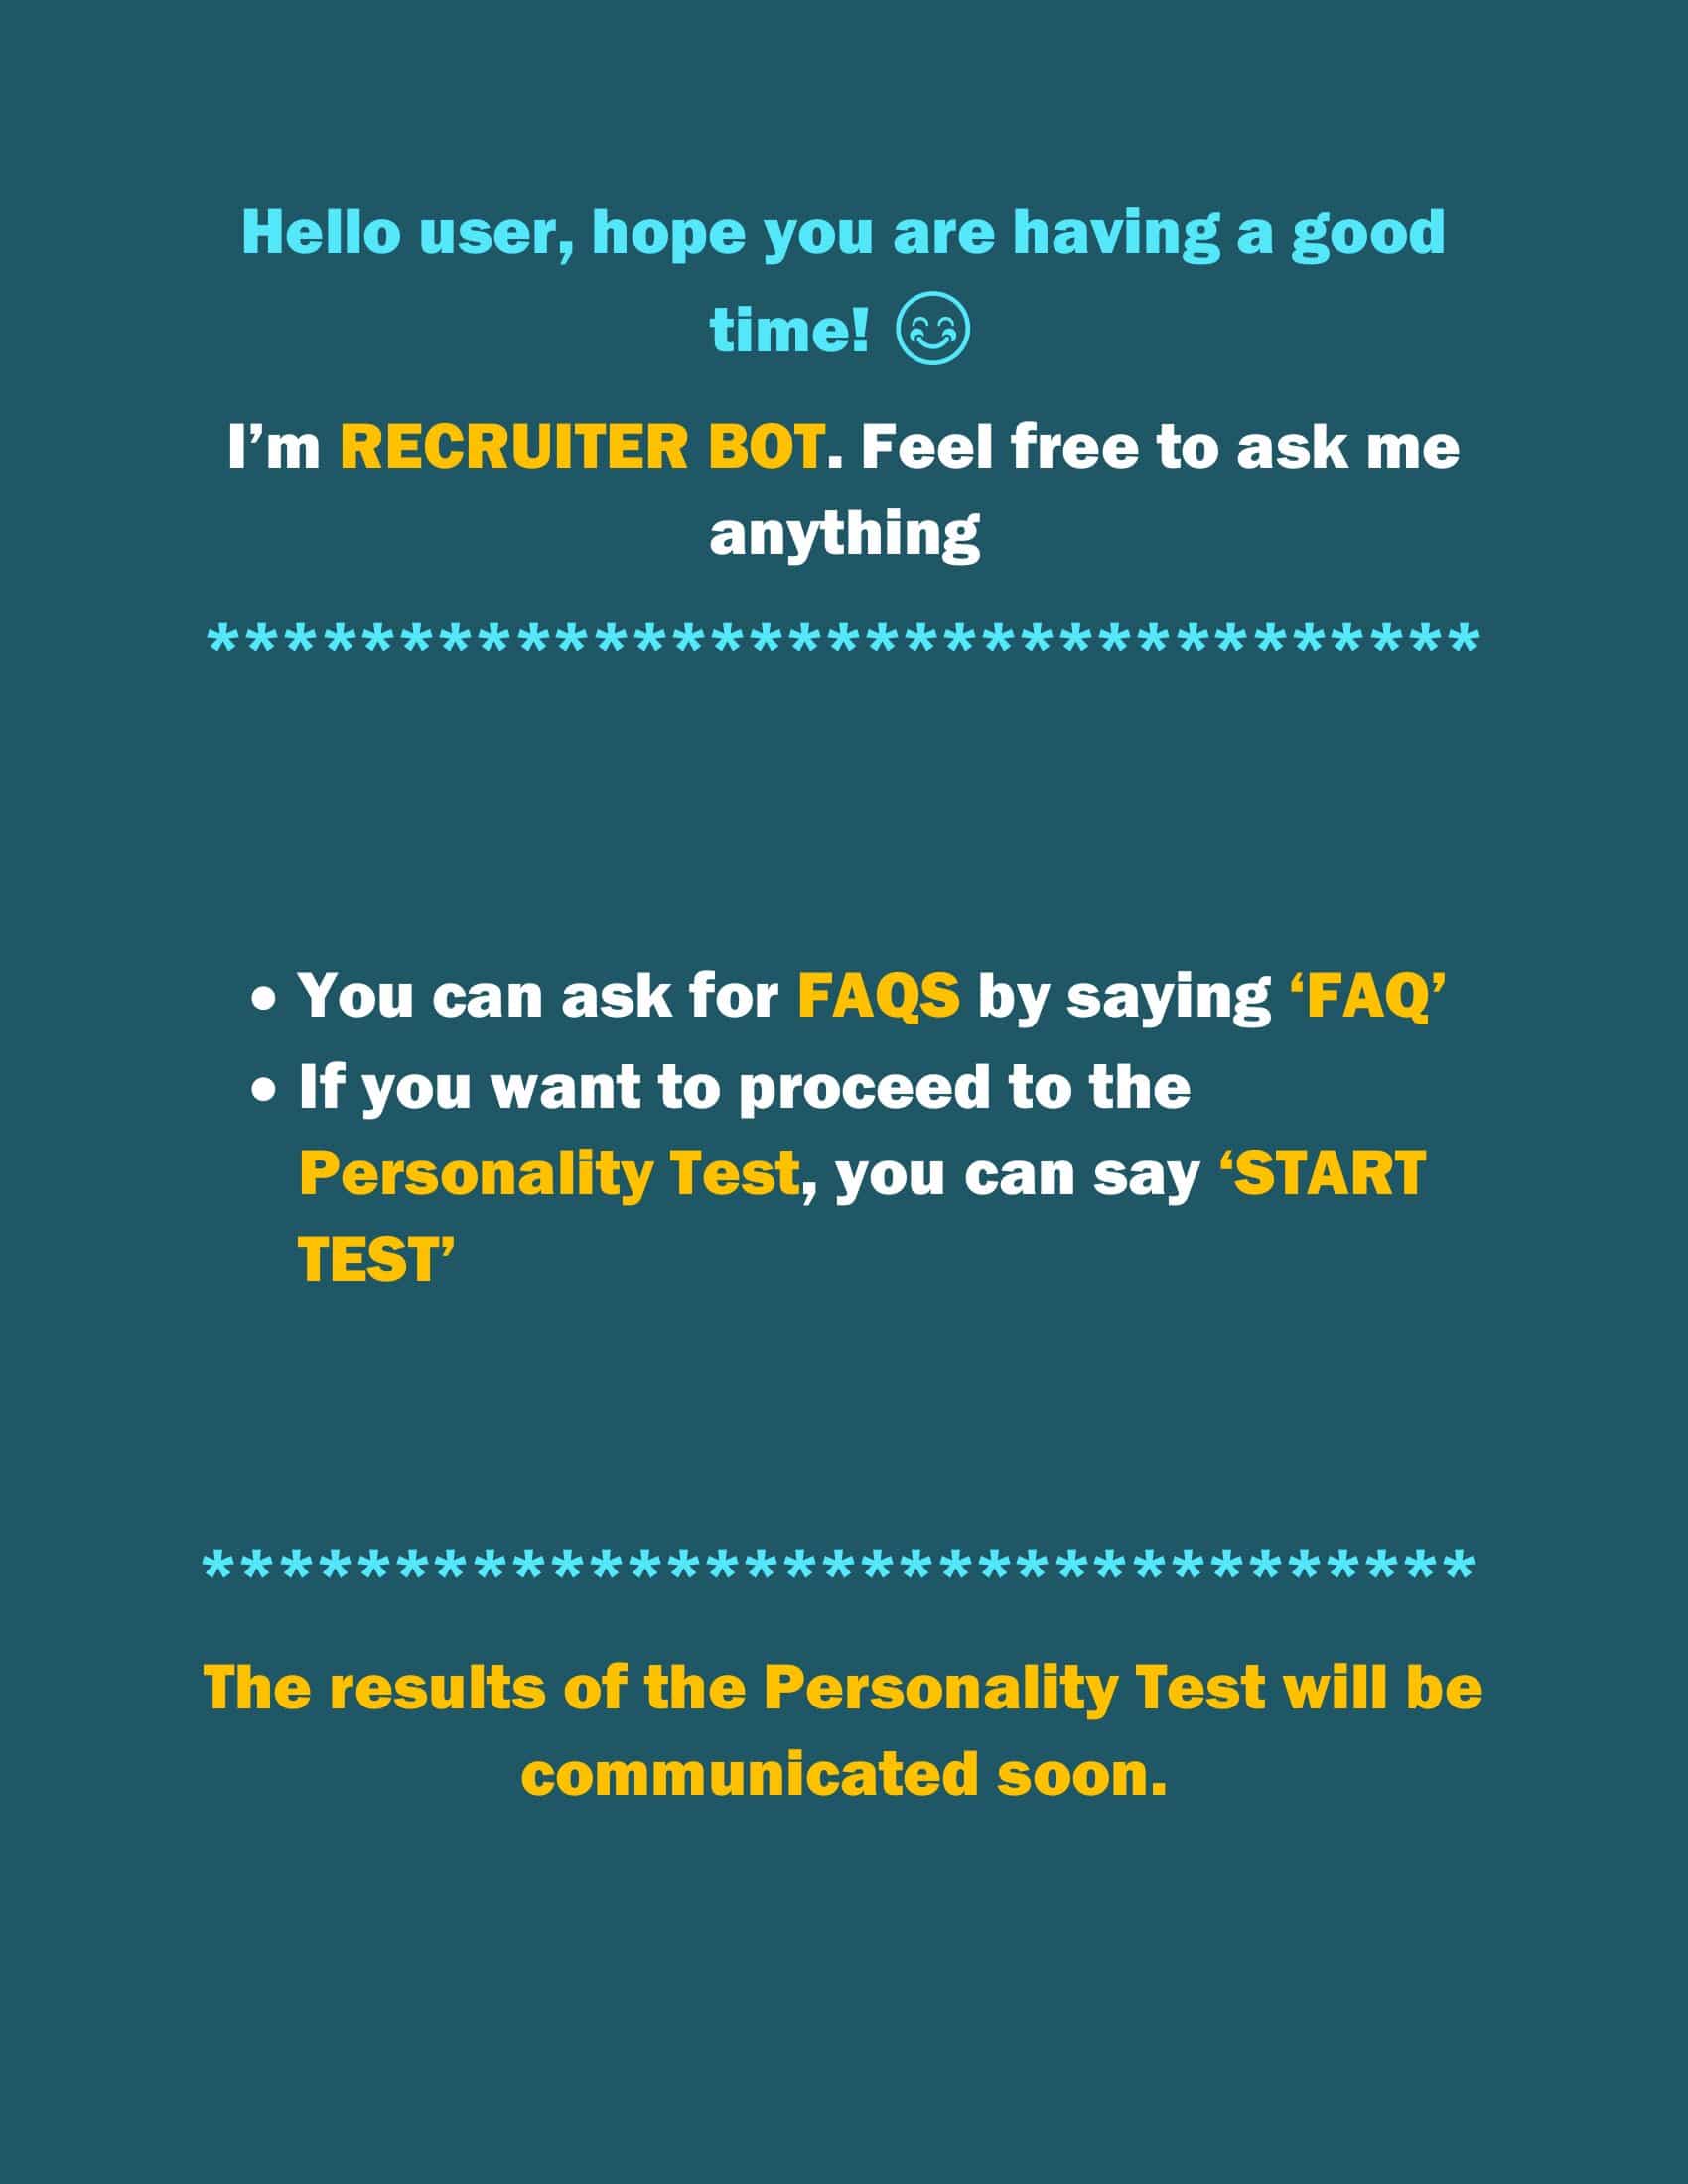 Hello user, hope you are having a good
time! 😊
I’m RECRUITER BOT. Feel free to ask me
anything
*********************************
• You can ask for FAQS by saying ‘FAQ’
• If you want to proceed to the
Personality Test, you can say ‘START
TEST’
*********************************
The results of the Personality Test will be
communicated soon.